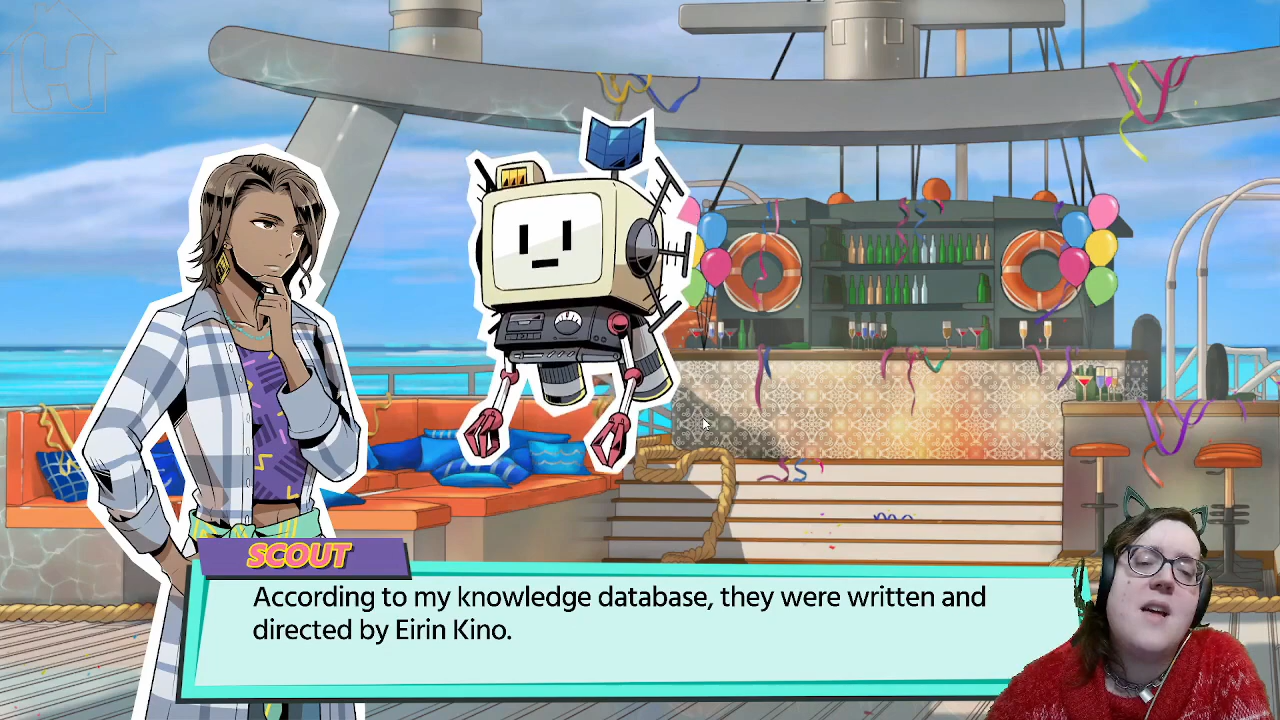 SCOUT
According to my knowledge database, they were written and
directed by Eirin Kino.